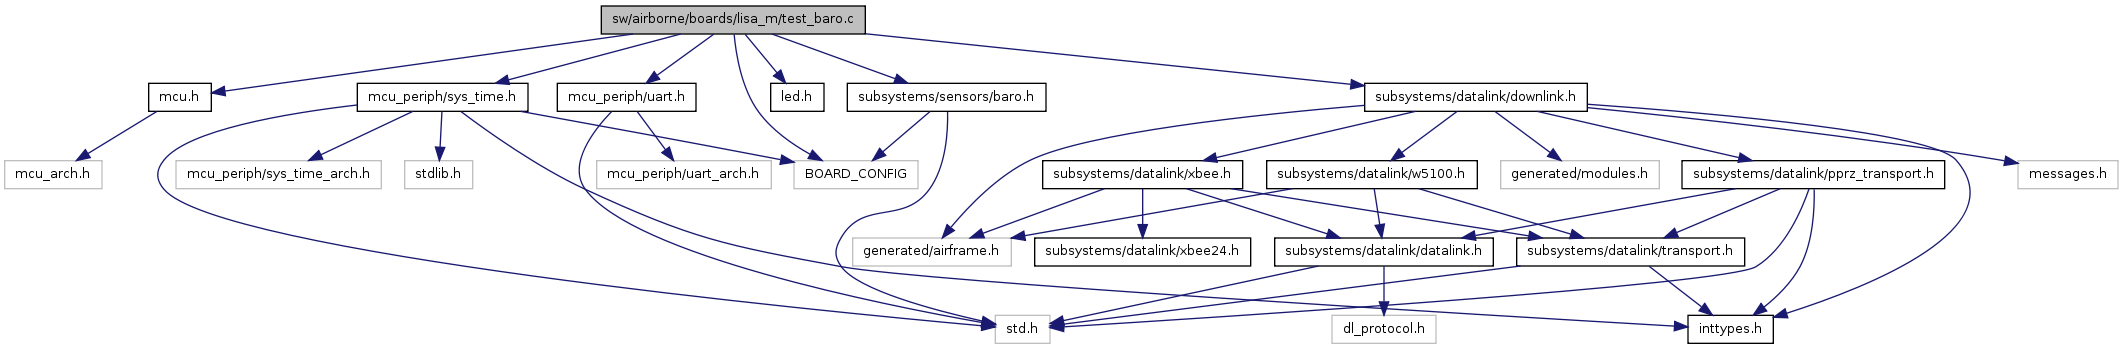 sw/airborne/boards/lisa_m/test_baro.c
mcu.h
mcu_periph/sys_time.h
mcu_periph/uart.h
led.h
subsystems/sensors/baro.h
subsystems/datalink/downlink.h
mcu_arch.h
mcu_periph/sys_time_arch.h
stdlib.h
mcu_periph/uart_arch.h
BOARD_CONFIG
subsystems/datalink/xbee.h
subsystems/datalink/w5100.h
generated/modules.h
subsystems/datalink/pprz_transport.h
messages.h
generated/airframe.h
subsystems/datalink/xbee24.h
subsystems/datalink/datalink.h
subsystems/datalink/transport.h
std.h
dl_protocol.h
inttypes.h